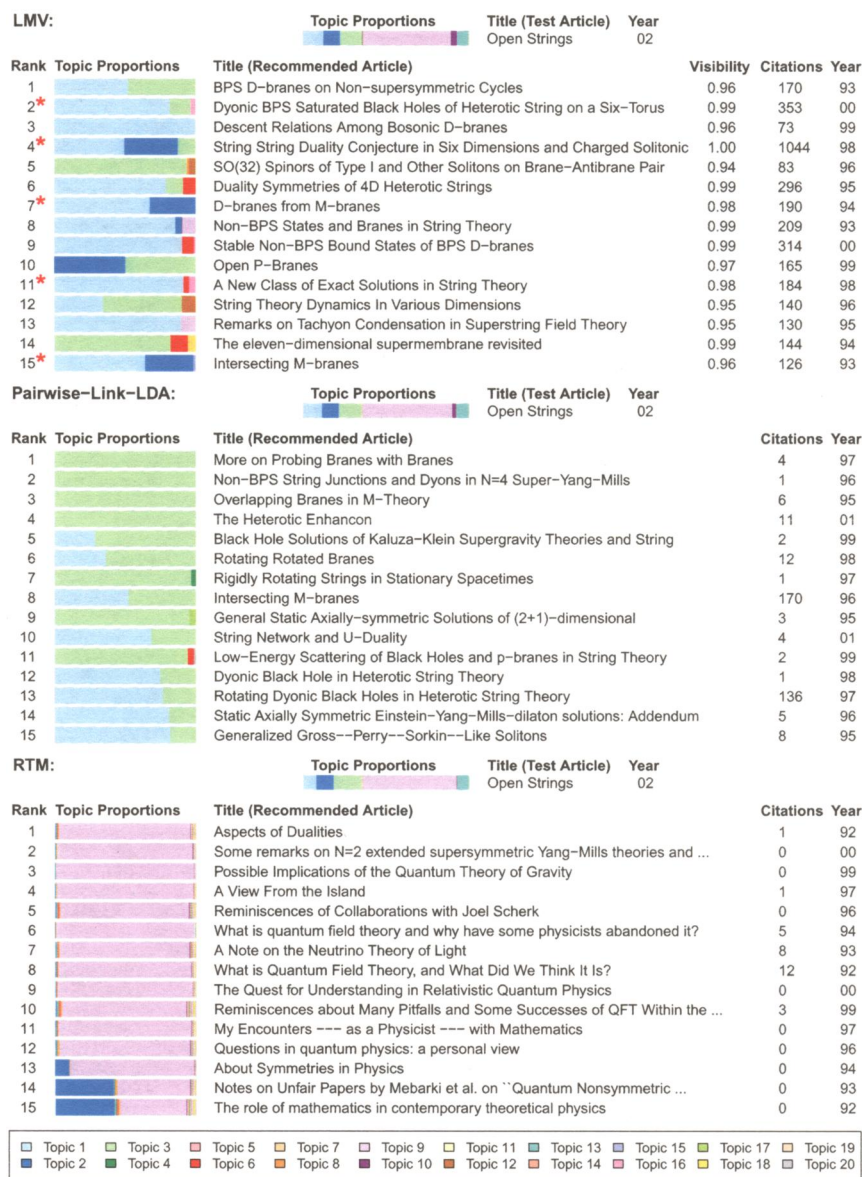 LMV: Topic Proportions Title (Test Article) Year
Open Strings 02
Rank Topic Proportions Title (Recommended Article) Visibility Citations Year
1 BPS D-branes on Non-supersymmetric Cycles 0.96 170 93
2* Dyonic BPS Saturated Black Holes of Heterotic String on a Six-Torus 0.99 353 00
3 Descent Relations Among Bosonic D-branes 0.96 73 99
4* String String Duality Conjecture in Six Dimensions and Charged Solitonic 1.00 1044 98
5 SO(32) Spinors of Type I and Other Solitons on Brane-Antibrane Pair 0.94 83 96
6 Duality Symmetries of 4D Heterotic Strings 0.99 296 95
7* D-branes from M-branes 0.98 190 94
8 Non-BPS States and Branes in String Theory 0.99 209 93
9 Stable Non-BPS Bound States of BPS D-branes 0.99 314 00
10 Open P-Branes 0.97 165 99
11* A New Class of Exact Solutions in String Theory 0.98 184 98
12 String Theory Dynamics In Various Dimensions 0.95 140 96
13 Remarks on Tachyon Condensation in Superstring Field Theory 0.95 130 95
14 The eleven-dimensional supermembrane revisited 0.99 144 94
15* Intersecting M-branes 0.96 126 93
Pairwise-Link-LDA: Topic Proportions Title (Test Article) Year
Open Strings 02
Rank Topic Proportions Title (Recommended Article) Citations Year
1 More on Probing Branes with Branes 4 97
2 Non-BPS String Junctions and Dyons in N=4 Super-Yang-Mills 1 96
3 Overlapping Branes in M-Theory 6 95
4 The Heterotic Enhancon 11 01
5 Black Hole Solutions of Kaluza-Klein Supergravity Theories and String 2 99
6 Rotating Rotated Branes 12 98
7 Rigidly Rotating Strings in Stationary Spacetimes 1 97
8 Intersecting M-branes 170 96
9 General Static Axially-symmetric Solutions of (2+1)-dimensional 3 95
10 String Network and U-Duality 4 01
11 Low-Energy Scattering of Black Holes and p-branes in String Theory 2 99
12 Dyonic Black Hole in Heterotic String Theory 1 98
13 Rotating Dyonic Black Holes in Heterotic String Theory 136 97
14 Static Axially Symmetric Einstein-Yang-Mills-dilaton solutions: Addendum 5 96
15 Generalized Gross--Perry--Sorkin--Like Solitons 8 95
RTM: Topic Proportions Title (Test Article) Year
Open Strings 02
Rank Topic Proportions Title (Recommended Article) Citations Year
1 Aspects of Dualities 1 92
2 Some remarks on N=2 extended supersymmetric Yang-Mills theories and ... 0 00
3 Possible Implications of the Quantum Theory of Gravity 0 99
4 A View From the Island 1 97
5 Reminiscences of Collaborations with Joel Scherk 0 96
6 What is quantum field theory and why have some physicists abandoned it? 5 94
7 A Note on the Neutrino Theory of Light 8 93
8 What is Quantum Field Theory, and What Did We Think It Is? 12 92
9 The Quest for Understanding in Relativistic Quantum Physics 0 00
10 Reminiscences about Many Pitfalls and Some Successes of QFT Within the ... 3 99
11 My Encounters --- as a Physicist --- with Mathematics 0 97
12 Questions in quantum physics: a personal view 0 96
13 About Symmetries in Physics 0 94
14 Notes on Unfair Papers by Mebarki et al. on ``Quantum Nonsymmetric ... 0 93
15 The role of mathematics in contemporary theoretical physics 0 92
Topic 1 Topic 3 Topic 5 Topic 7 Topic 9 Topic 11 Topic 13 Topic 15 Topic 17 Topic 19
Topic 2 Topic 4 Topic 6 Topic 8 Topic 10 Topic 12 Topic 14 Topic 16 Topic 18 Topic 20